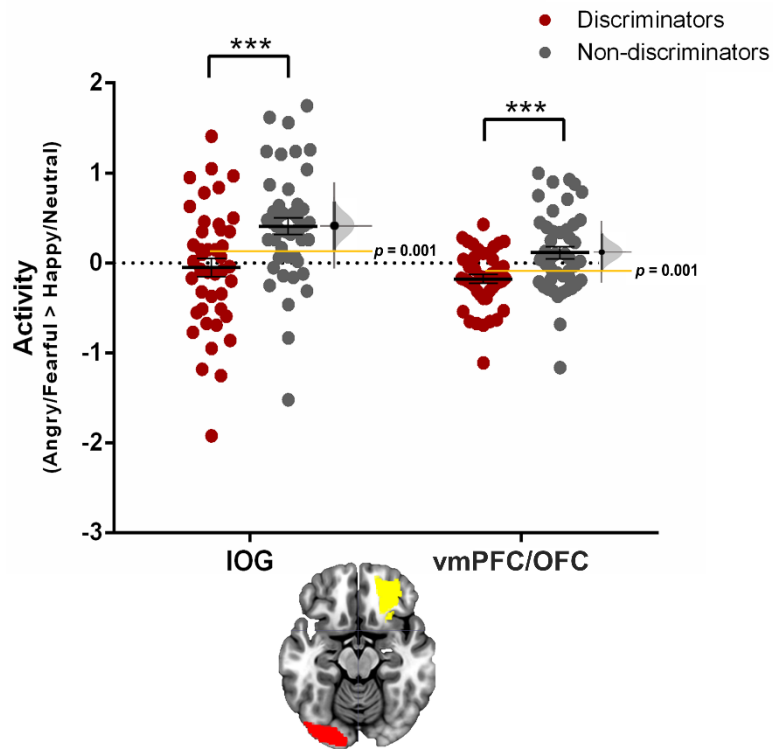 Discriminators
Non-discriminators
***
***
2
1
0
-1
-2
-3
Activity
(Angry/Fearful > Happy/Neutral)
p = 0.001
p = 0.001
IOG
vmPFC/OFC